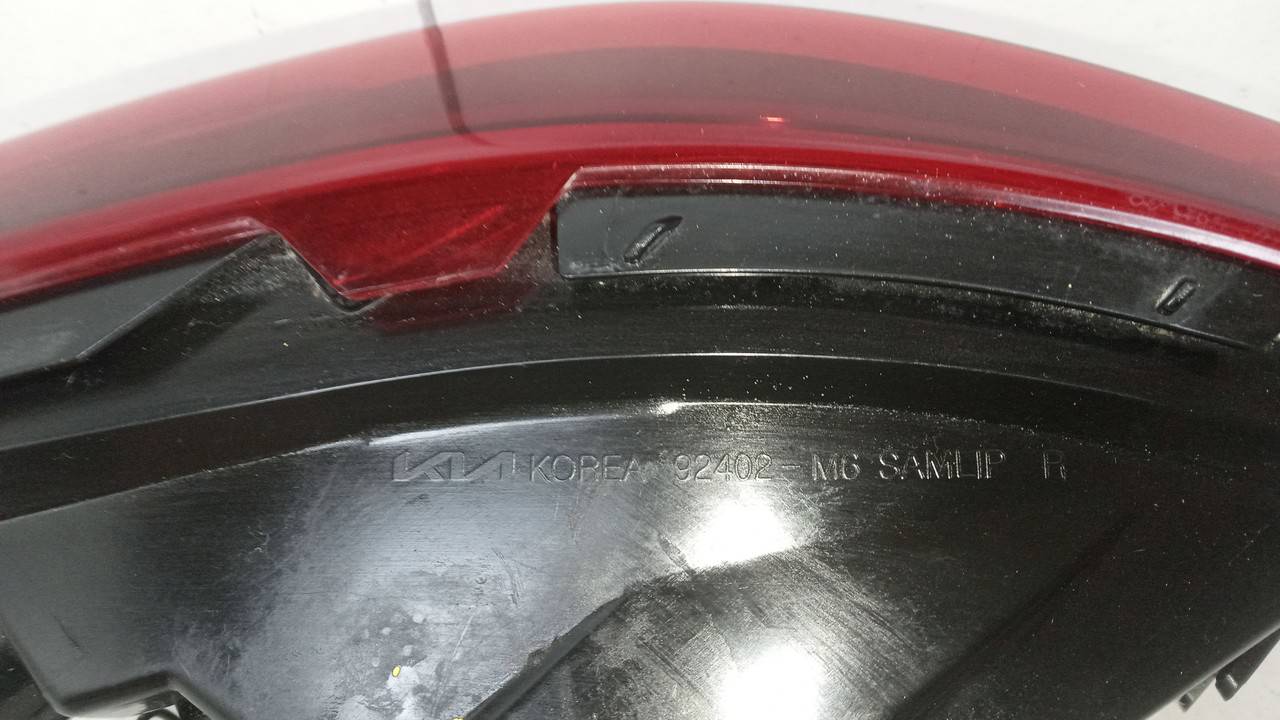 KIA KOREA 92402-M6 SAMLIP R